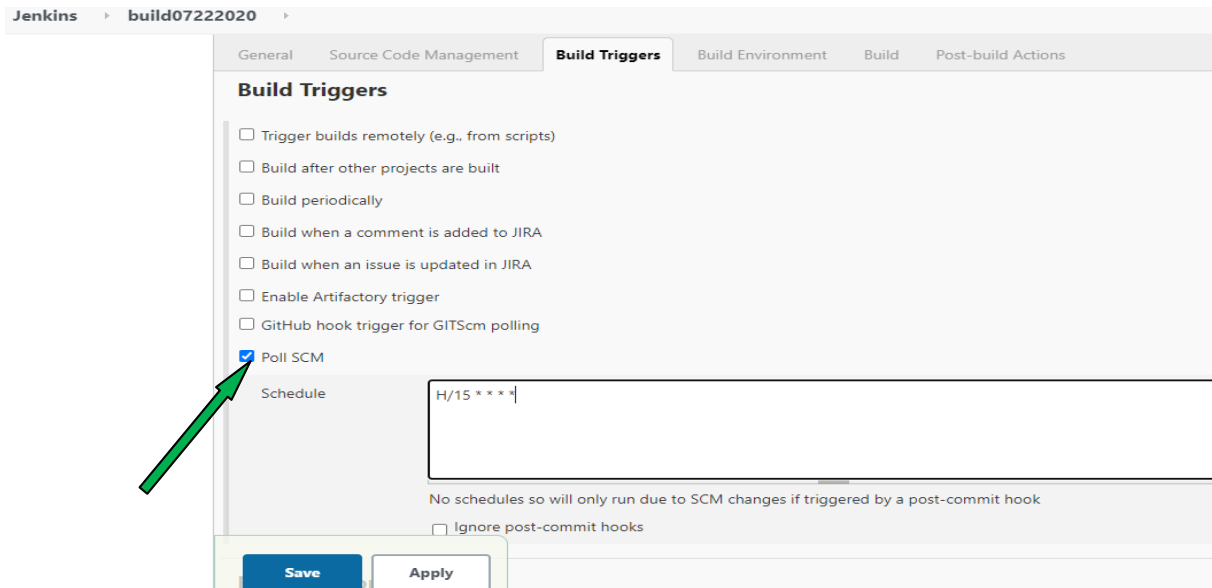 Jenkins build07222020
General Source Code Management Build Triggers Build Environment Build Post-build Actions
Build Triggers
Trigger builds remotely (e.g., from scripts)
Build after other projects are built
Build periodically
Build when a comment is added to JIRA
Build when an issue is updated in JIRA
Enable Artifactory trigger
GitHub hook trigger for GITScm polling
Poll SCM
Schedule H/15 * * * *
No schedules so will only run due to SCM changes if triggered by a post-commit hook
Ignore post-commit hooks
Save Apply